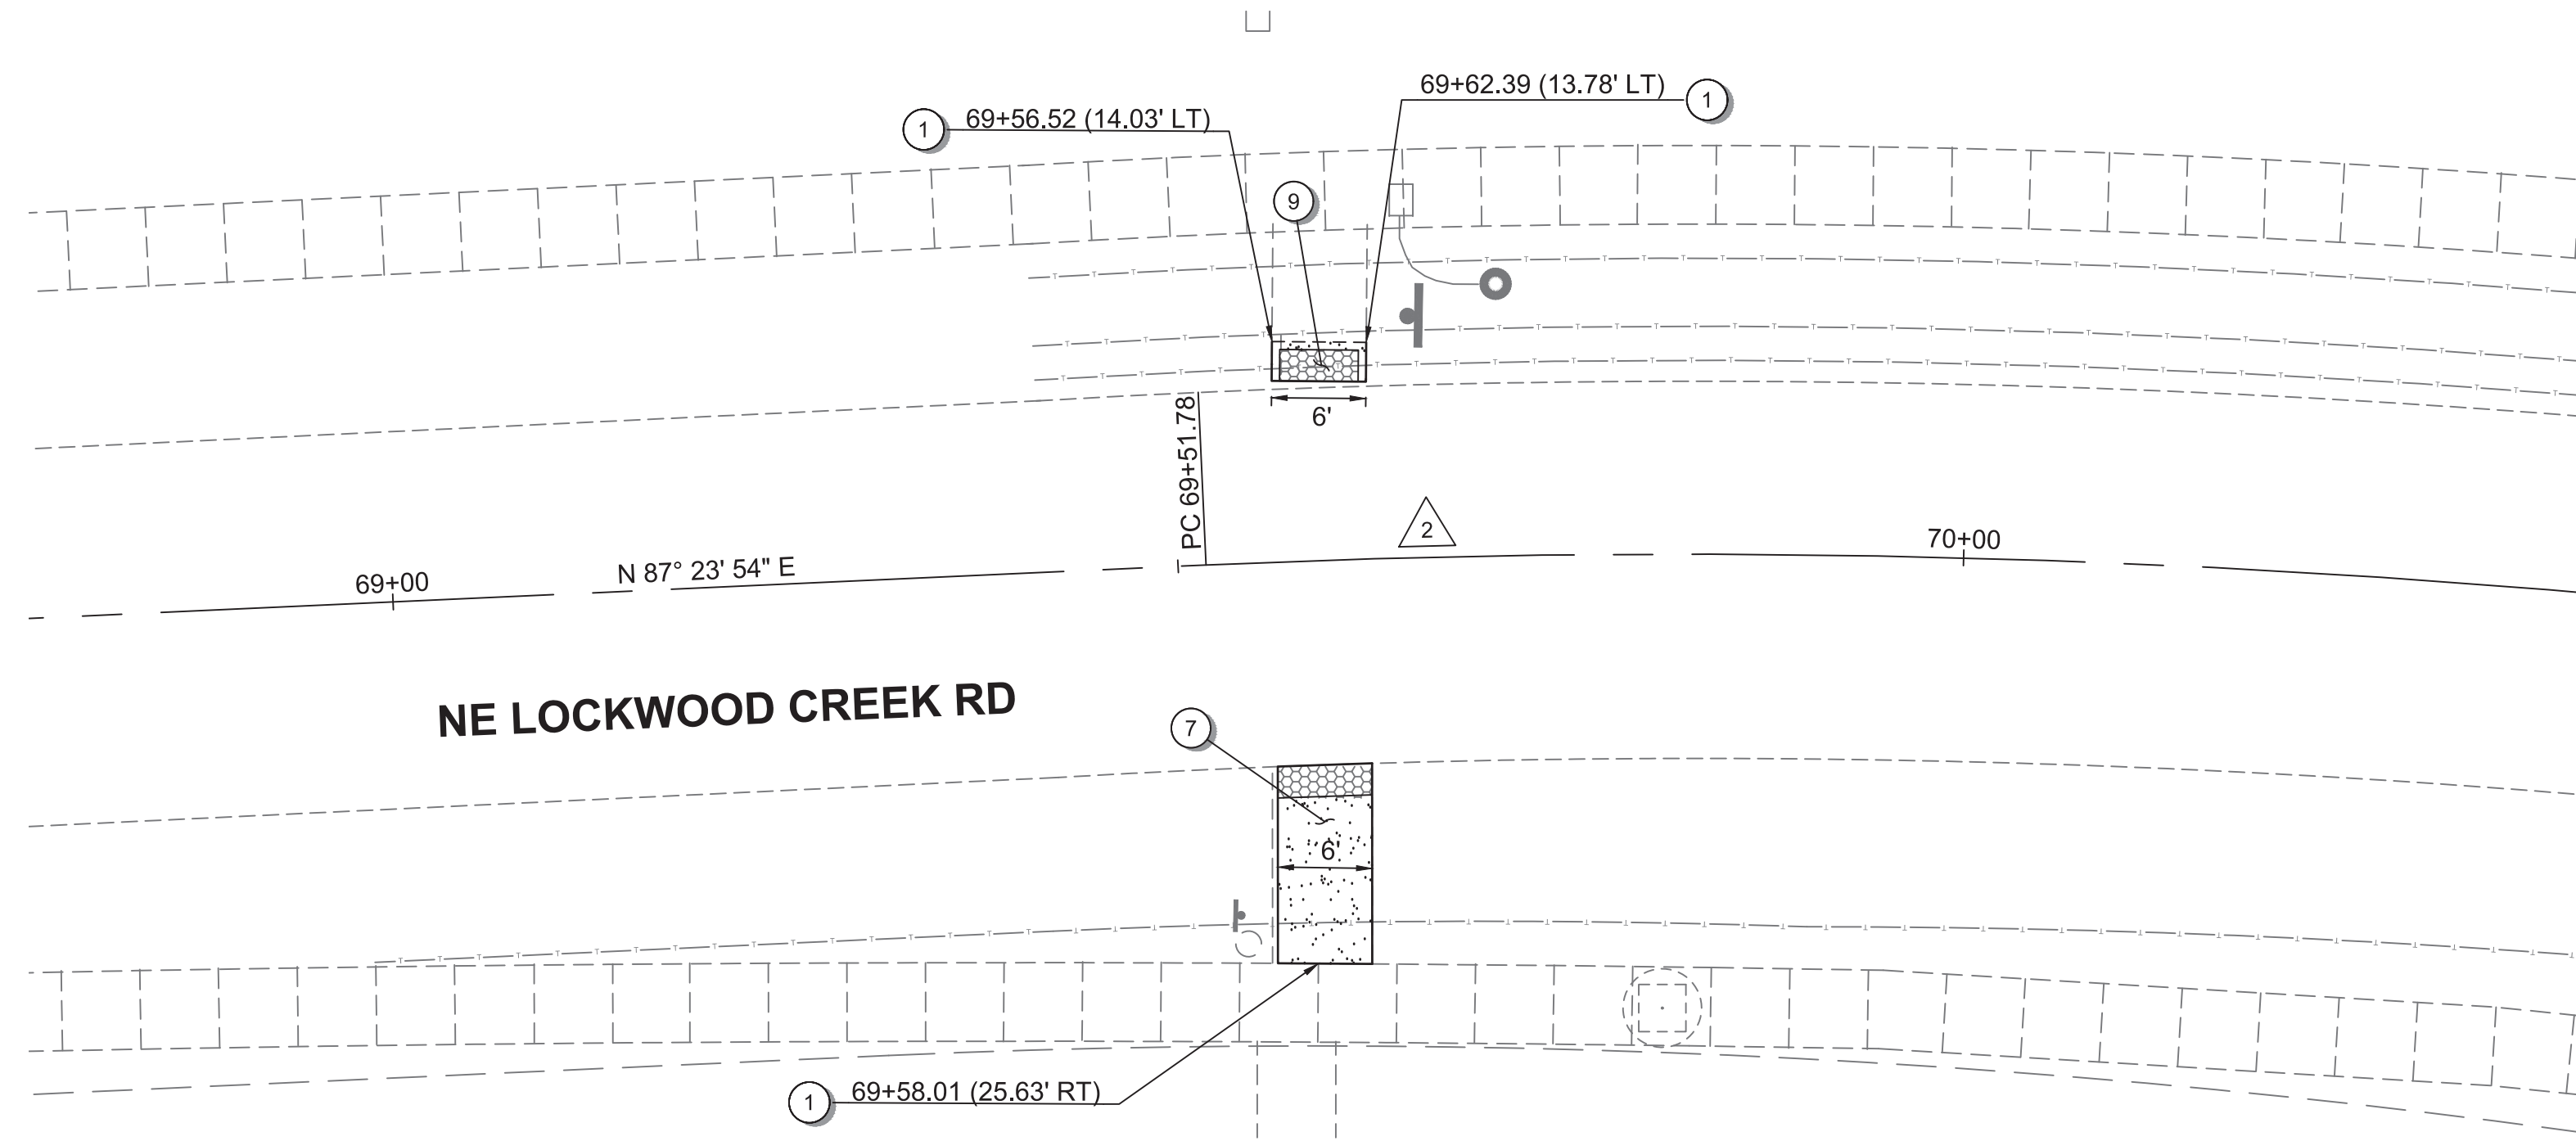 69+62.39 (13.78' LT) 1
1 69+56.52 (14.03' LT)
9
6'
PC 69+51.78
2
70+00
69+00
N 87° 23' 54" E
NE LOCKWOOD CREEK RD
7
6'
1 69+58.01 (25.63' RT)